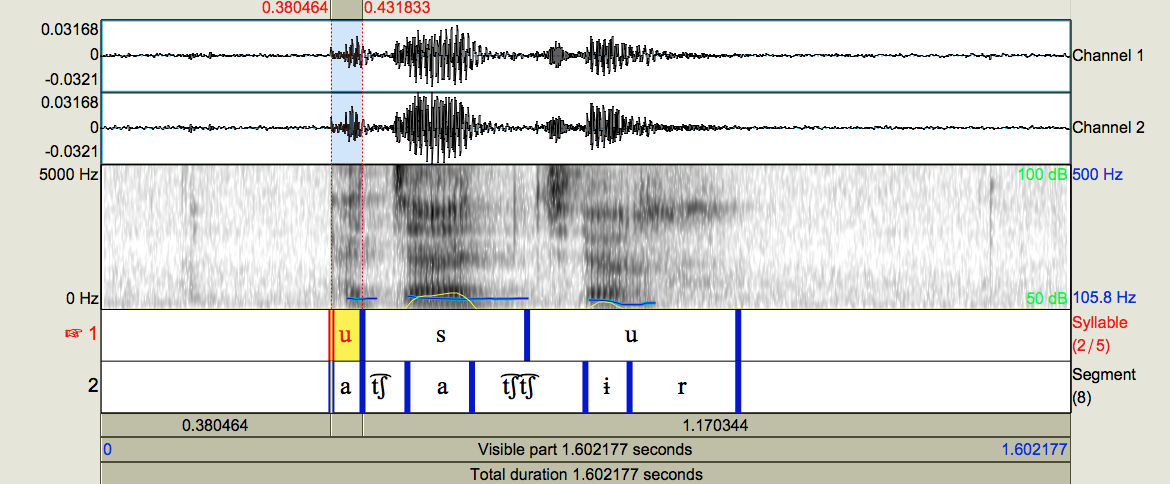 0.380464 0.431833
0.03168
0
-0.0321
Channel 1
0.03168
0
-0.0321
Channel 2
5000 Hz
100 dB 500 Hz
0 Hz
50 dB 105.8 Hz
☞ 1 u s u Syllable
(2/5)
2 a t͡ʃ a t͡ʃt͡ʃ ɨ r Segment
(8)
0.380464 1.170344
0 Visible part 1.602177 seconds 1.602177
Total duration 1.602177 seconds